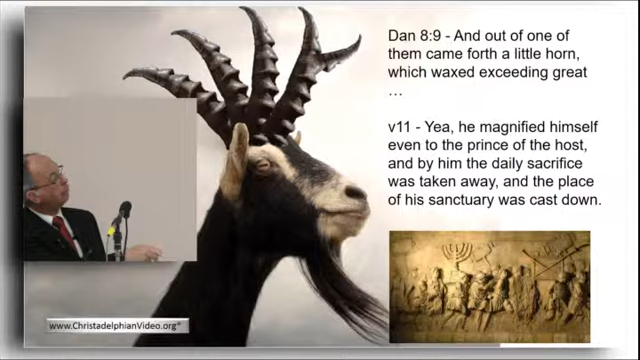 Dan 8:9 - And out of one of
them came forth a little horn,
which waxed exceeding great
…
v11 - Yea, he magnified himself
even to the prince of the host,
and by him the daily sacrifice
was taken away, and the place
of his sanctuary was cast down.
www.ChristadelphianVideo.org®